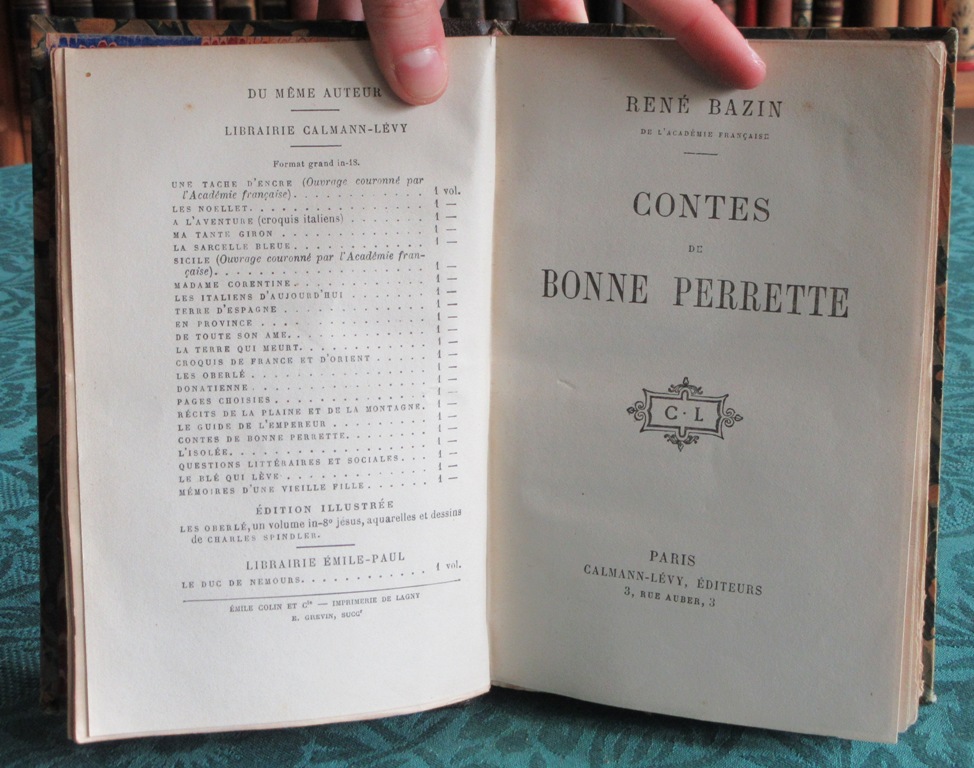 DU MÊME AUTEUR
LIBRAIRIE CALMANN-LÉVY
Format grand in-18.
UNE TACHE D'ENCRE (Ouvrage couronné par
l'Académie française). . . . . . . . . . . . 1 vol.
LES NOELLET. . . . . . . . . . . . . . . . 1 —
A L'AVENTURE (croquis italiens) . . . . . . . 1 —
MA TANTE GIRON . . . . . . . . . . . . . 1 —
LA SARCELLE BLEUE. . . . . . . . . . . . 1 —
SICILE (Ouvrage couronné par l'Académie fran-
çaise). . . . . . . . . . . . . . . . . . . 1 —
MADAME CORENTINE. . . . . . . . . . . . 1 —
LES ITALIENS D'AUJOURD'HUI . . . . . . . 1 —
TERRE D'ESPAGNE . . . . . . . . . . . . 1 —
EN PROVINCE . . . . . . . . . . . . . . 1 —
DE TOUTE SON AME. . . . . . . . . . . . 1 —
LA TERRE QUI MEURT. . . . . . . . . . . 1 —
CROQUIS DE FRANCE ET D'ORIENT . . . . . 1 —
LES OBERLÉ . . . . . . . . . . . . . . . 1 —
DONATIENNE . . . . . . . . . . . . . . . 1 —
PAGES CHOISIES . . . . . . . . . . . . . 1 —
RÉCITS DE LA PLAINE ET DE LA MONTAGNE. 1 —
LE GUIDE DE L'EMPEREUR . . . . . . . . . 1 —
CONTES DE BONNE PERRETTE. . . . . . . . 1 —
L'ISOLÉE. . . . . . . . . . . . . . . . . 1 —
QUESTIONS LITTÉRAIRES ET SOCIALES. . . . 1 —
LE BLÉ QUI LÈVE . . . . . . . . . . . . . 1 —
MÉMOIRES D'UNE VIEILLE FILLE. . . . . . . 1 —
ÉDITION ILLUSTRÉE
LES OBERLÉ, un volume in-8º jésus, aquarelles et dessins
de CHARLES SPINDLER.
LIBRAIRIE ÉMILE-PAUL
LE DUC DE NEMOURS. . . . . . . . . . . . 1 vol.
ÉMILE COLIN ET Cie — IMPRIMERIE DE LAGNY
E. GREVIN, SUCCr
RENÉ BAZIN
DE L'ACADÉMIE FRANÇAISE
CONTES
DE
BONNE PERRETTE
C · L
PARIS
CALMANN-LÉVY, ÉDITEURS
3, RUE AUBER, 3